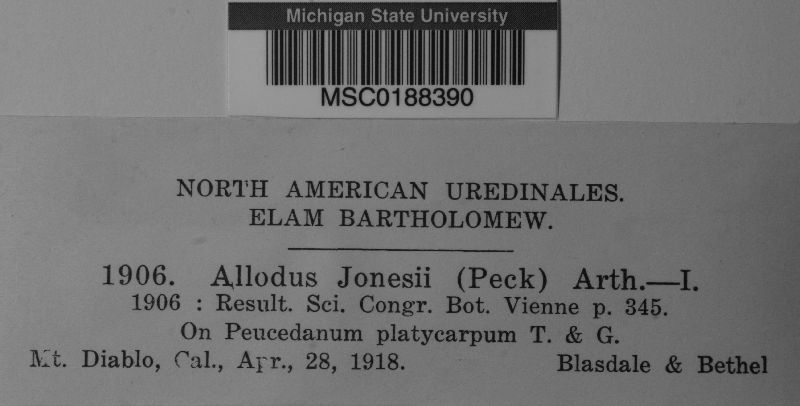 Michigan State University
MSC0188390
NORTH AMERICAN UREDINALES.
ELAM BARTHOLOMEW.
1906. Allodus Jonesii (Peck) Arth.—I.
1906 : Result. Sci. Congr. Bot. Vienne p. 345.
On Peucedanum platycarpum T. & G.
Mt. Diablo, Cal., Apr., 28, 1918. Blasdale & Bethel